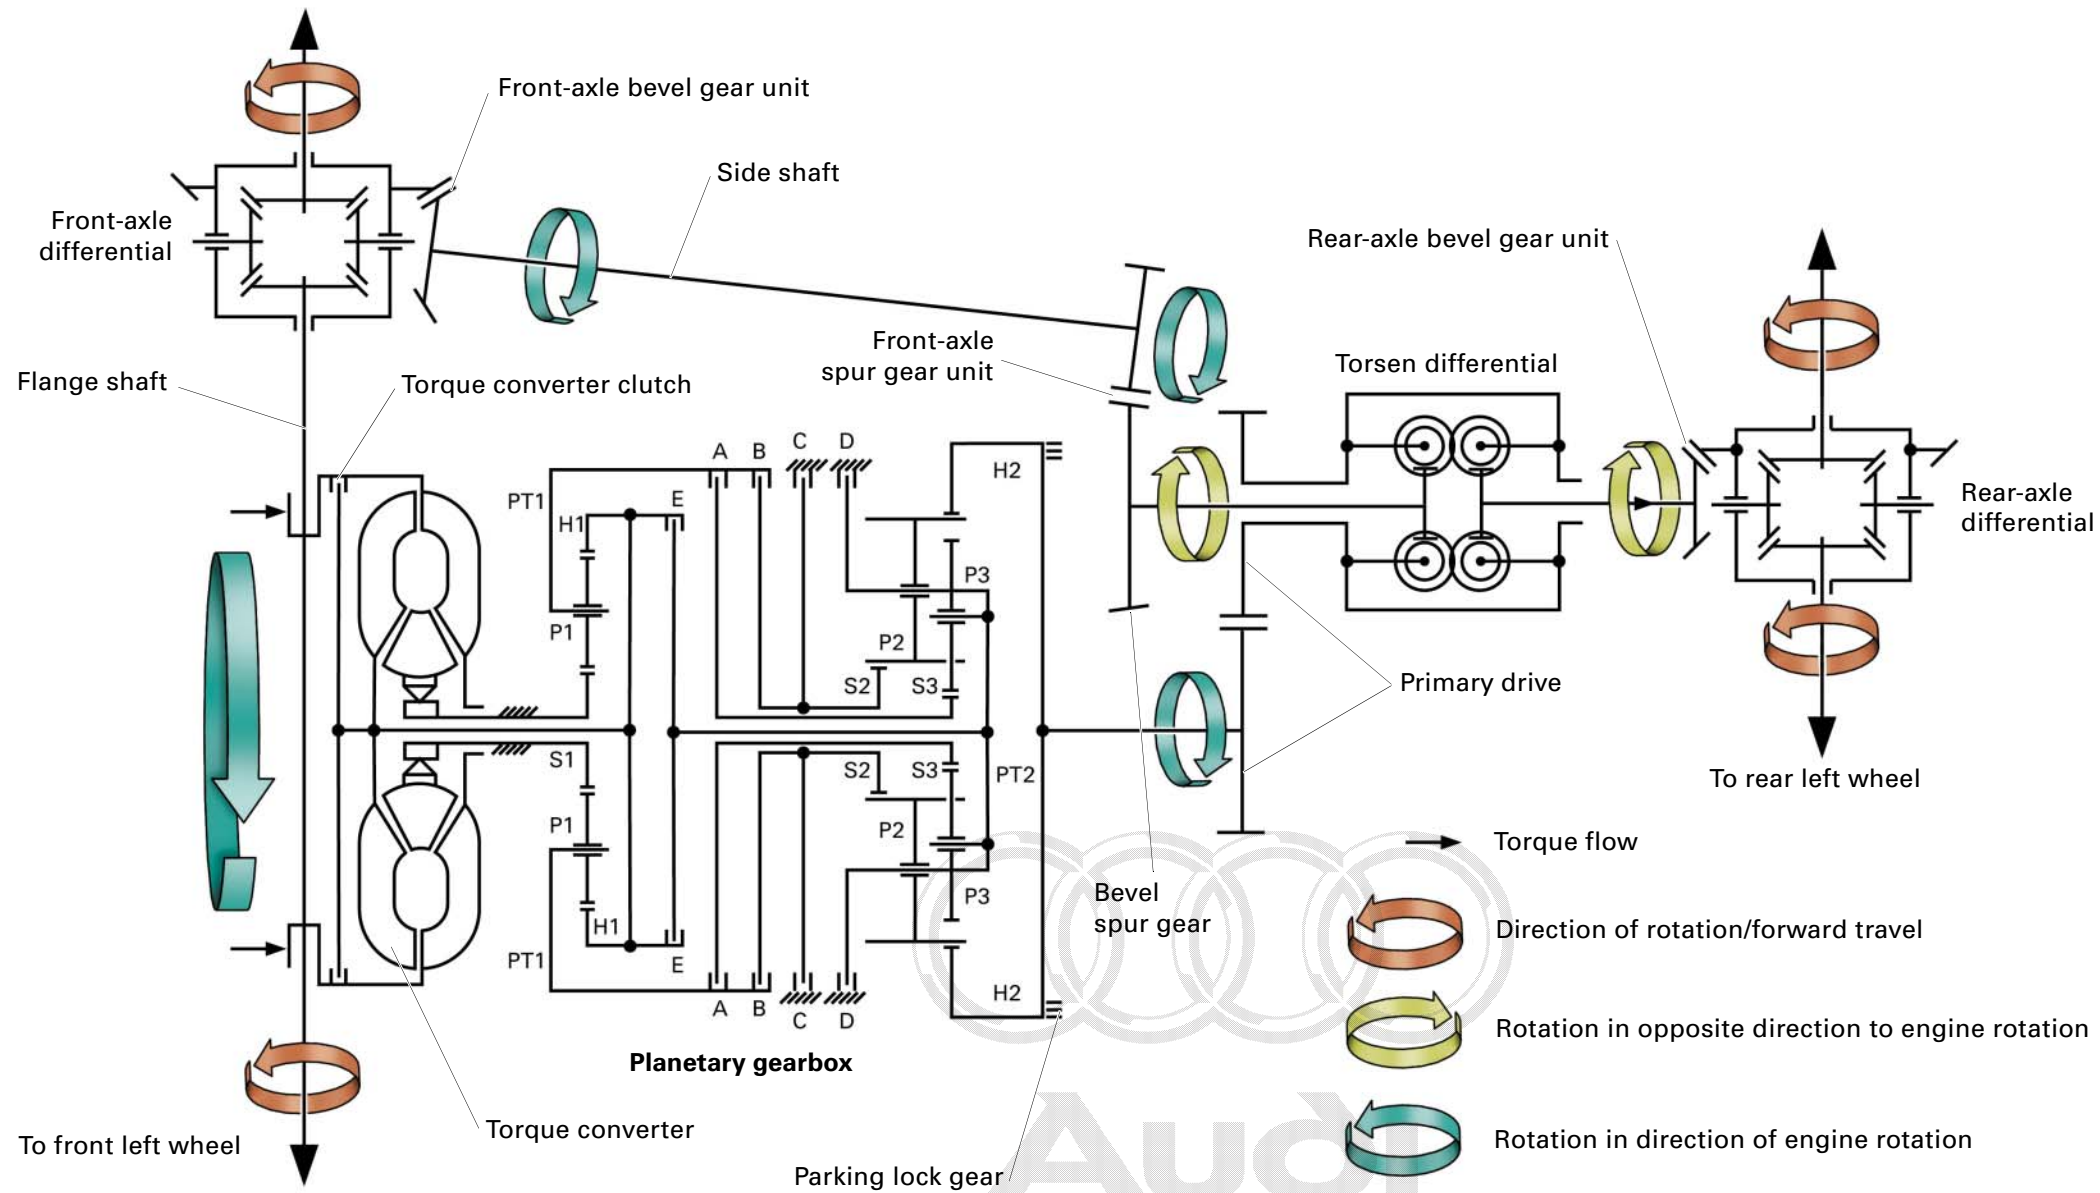 Front-axle bevel gear unit
Side shaft
Front-axle
differential
Rear-axle bevel gear unit
Front-axle
spur gear unit
Torsen differential
Flange shaft
Torque converter clutch
A B C D
H2
PT1
H1
E
Rear-axle
differential
P3
P1
P2
S2
S3
Primary drive
S1
S2
S3
PT2
To rear left wheel
P1
P2
Torque flow
P3
Bevel
spur gear
H1
Direction of rotation/forward travel
PT1
E
H2
A B C D
Rotation in opposite direction to engine rotation
Planetary gearbox
Torque converter
Rotation in direction of engine rotation
To front left wheel
Parking lock gear
Audi